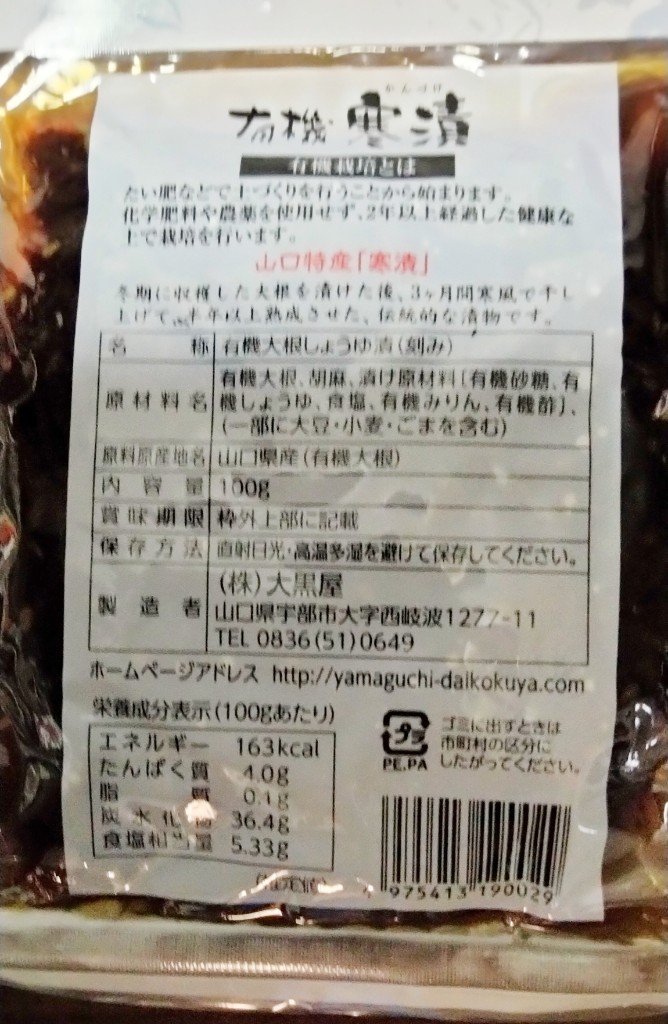 かんづけ
有機 寒漬
有機栽培とは
たい肥などで土づくりを行うことから始まります。
化学肥料や農薬を使用せず、2年以上経過した健康な
土で栽培を行います。
山口特産「寒漬」
冬期に収穫した大根を漬けた後、3ヶ月間寒風で干し
上げて、半年以上熟成させた、伝統的な漬物です。
名称 有機大根しょうゆ漬(刻み)
原材料名 有機大根、胡麻、漬け原材料[有機砂糖、有
機しょうゆ、食塩、有機みりん、有機酢]、
(一部に大豆・小麦・ごまを含む)
原料原産地名 山口県産(有機大根)
内容量 100g
賞味期限 枠外上部に記載
保存方法 直射日光・高温多湿を避けて保存してください。
製造者 (株)大黒屋
山口県宇部市大字西岐波1277-11
TEL 0836(51)0649
ホームページアドレス http://yamaguchi-daikokuya.com
栄養成分表示(100gあたり)
エネルギー 163kcal
たんぱく質 4.0g
脂質 0.1g
炭水化物 36.4g
食塩相当量 5.33g
(推定値)
プラ
PE,PA
ゴミに出すときは
市町村の区分に
したがってください。
4975413190029